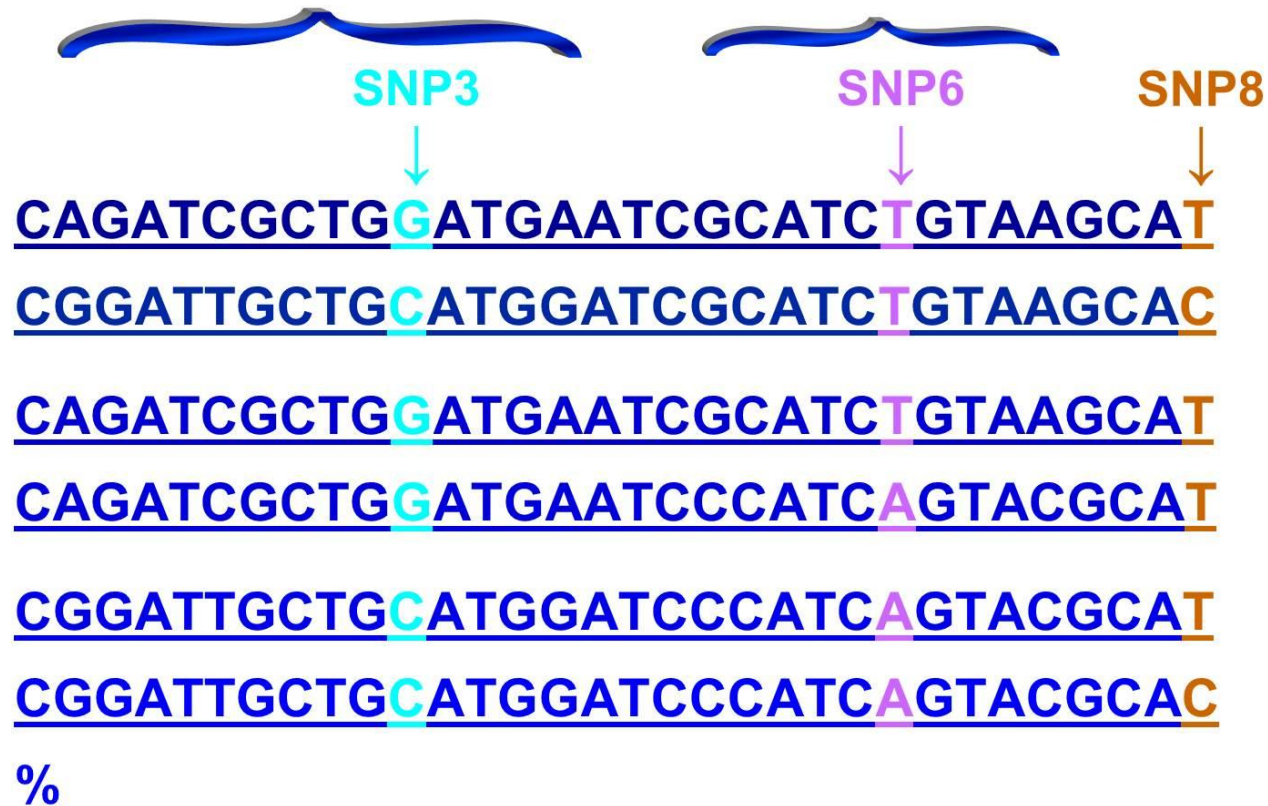 SNP3 SNP6 SNP8
CAGATCGCTGGATGAATCGCATCTGTAAGCAT
CGGATTGCTGCATGGATCGCATCTGTAAGCAC
CAGATCGCTGGATGAATCGCATCTGTAAGCAT
CAGATCGCTGGATGAATCCCATCAGTACGCAT
CGGATTGCTGCATGGATCCCATCAGTACGCAT
CGGATTGCTGCATGGATCCCATCAGTACGCAC
%